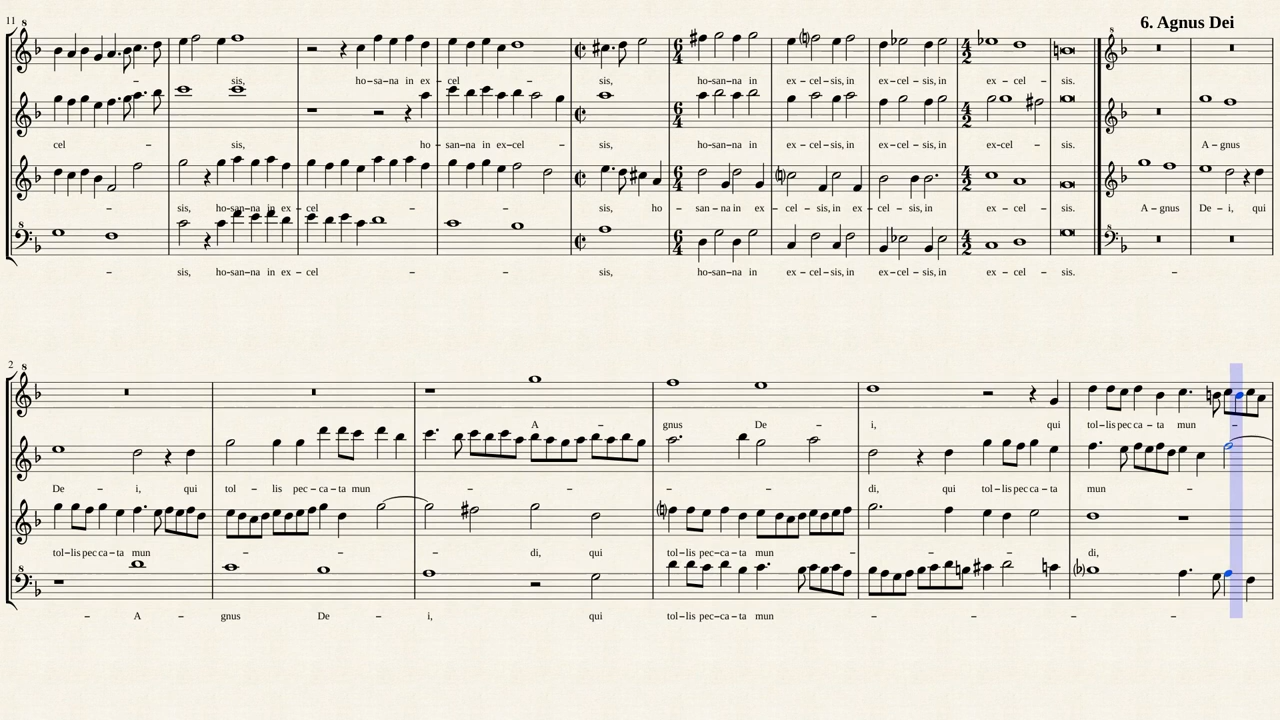 6. Agnus Dei
11
sis, ho-sa-na in ex-cel-sis, ho-san-na in ex-cel-sis, in ex-cel-sis, in ex-cel-sis.
cel-sis, ho-san-na in ex-cel-sis, ho-san-na in ex-cel-sis, in ex-cel-sis, in ex-cel-sis. A-gnus
sis, ho-san-na in ex-cel-sis, ho-san-na in ex-cel-sis, in ex-cel-sis, in ex-cel-sis. A-gnus De-i, qui
sis, ho-san-na in ex-cel-sis, ho-san-na in ex-cel-sis, in ex-cel-sis, in ex-cel-sis.
2
A-gnus De-i, qui tol-lis pec-ca-ta mun-
De-i, qui tol-lis pec-ca-ta mun-di, qui tol-lis pec-ca-ta mun-
tol-lis pec-ca-ta mun-di, qui tol-lis pec-ca-ta mun-di,
A-gnus De-i, qui tol-lis pec-ca-ta mun-